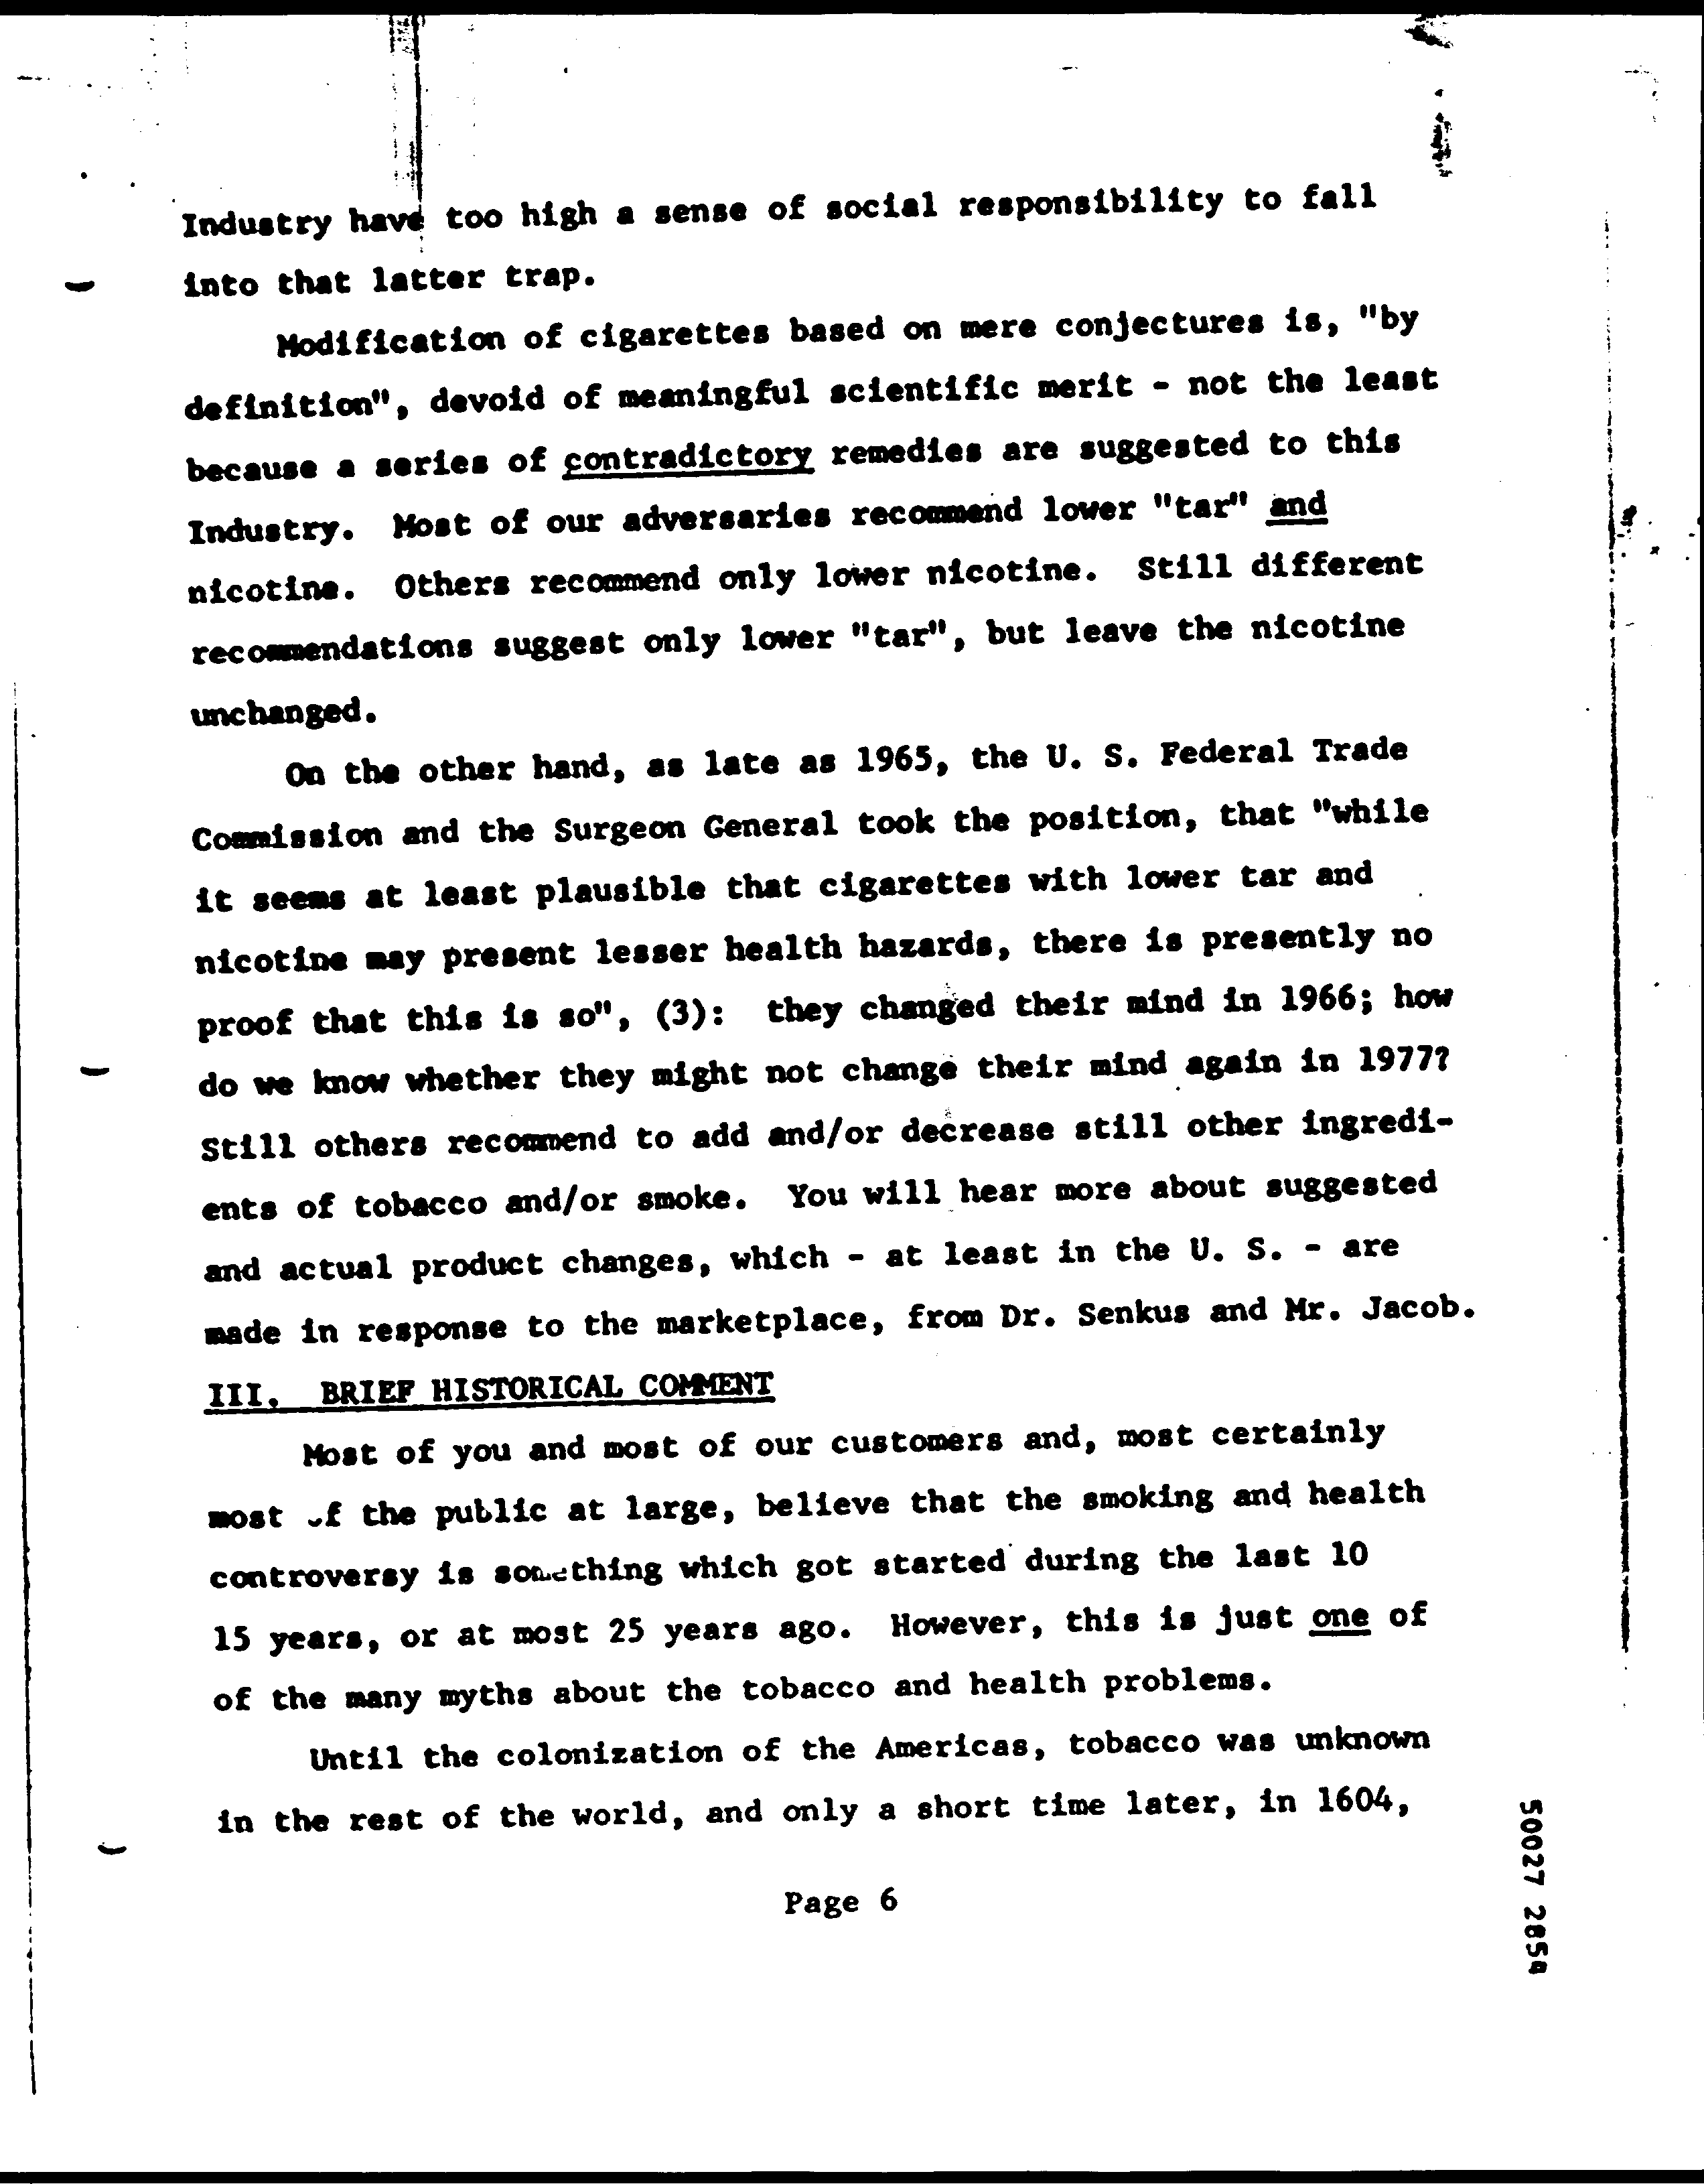 Industry have too high a sense of social responsibility to fall
into that latter trap.
Modification of cigarettes based on mere conjectures is, "by
definition", devoid of meaningful scientific merit - not the least
because a series of contradictory remedies are suggested to this
Industry. Most of our adversaries recommend lower "tar" and
nicotine. Others recommend only lower nicotine. Still different
recommendations suggest only lower "tar", but leave the nicotine
unchanged.
On the other hand, as late as 1965, the U. S. Federal Trade
Commission and the Surgeon General took the position, that "while
it seems at least plausible that cigarettes with lower tar and
nicotine may present lesser health hazards, there is presently no
proof that this is so", (3): they changed their mind in 1966; how
do we know whether they might not change their mind again in 1977?
Still others recommend to add and/or decrease still other ingredi-
ents of tobacco and/or smoke. You will hear more about suggested
and actual product changes, which - at least in the U. S. - are
made in response to the marketplace, from Dr. Senkus and Mr. Jacob.
III. BRIEF HISTORICAL COMMENT
Most of you and most of our customers and, most certainly
most of the public at large, believe that the smoking and health
controversy is something which got started during the last 10
15 years, or at most 25 years ago. However, this is just one of
of the many myths about the tobacco and health problems.
Until the colonization of the Americas, tobacco was unknown
in the rest of the world, and only a short time later, in 1604,
Page 6
50027 2859